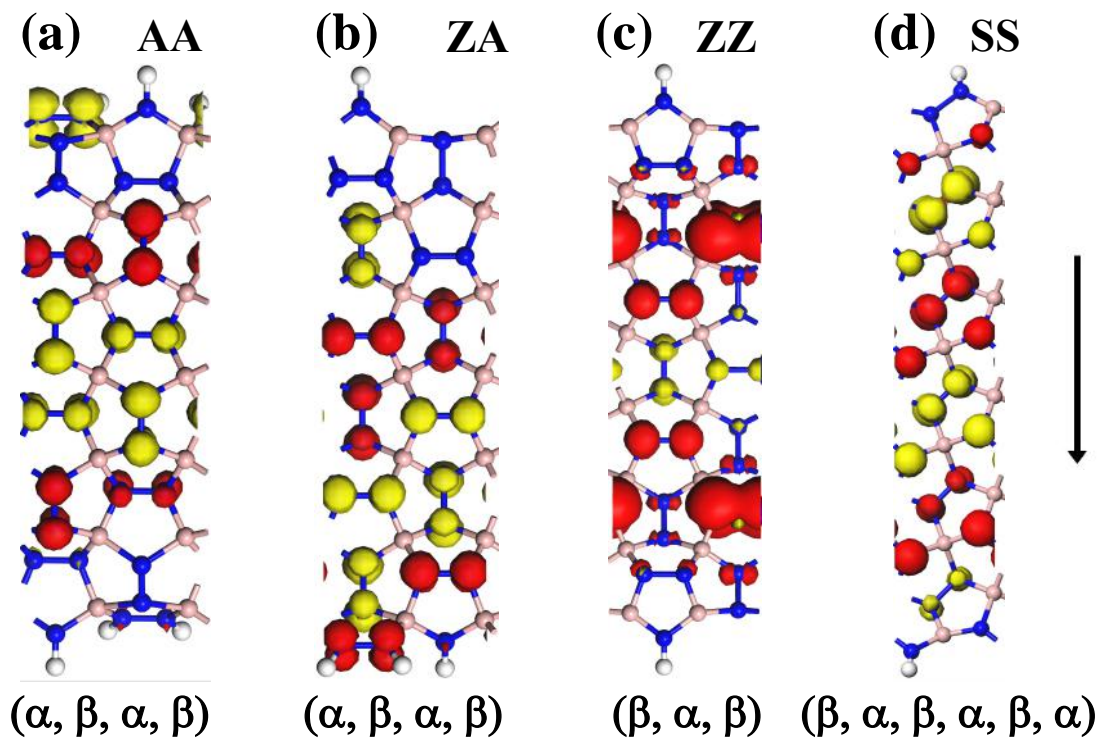 (a) AA (b) ZA (c) ZZ (d) SS
(α, β, α, β) (α, β, α, β) (β, α, β) (β, α, β, α, β, α)